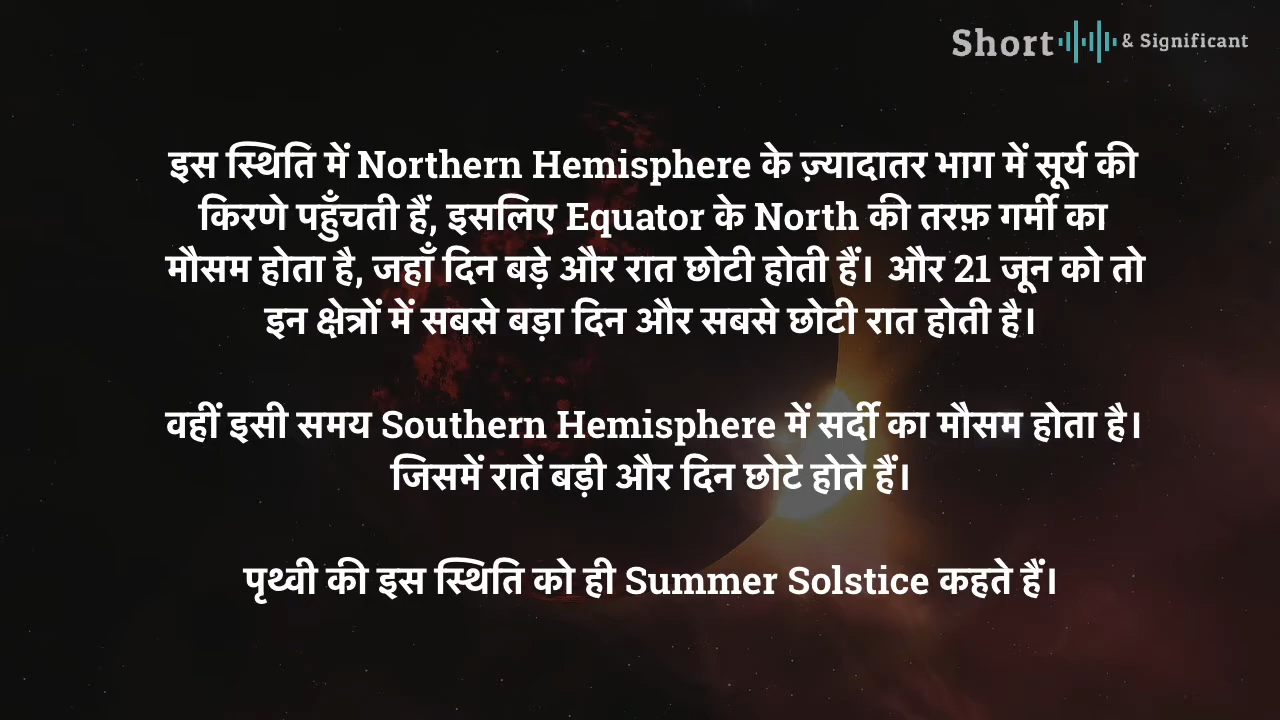 Short & Significant
इस स्थिति में Northern Hemisphere के ज़्यादातर भाग में सूर्य की
किरणे पहुँचती हैं, इसलिए Equator के North की तरफ़ गर्मी का
मौसम होता है, जहाँ दिन बड़े और रात छोटी होती हैं। और 21 जून को तो
इन क्षेत्रों में सबसे बड़ा दिन और सबसे छोटी रात होती है।
वहीं इसी समय Southern Hemisphere में सर्दी का मौसम होता है।
जिसमें रातें बड़ी और दिन छोटे होते हैं।
पृथ्वी की इस स्थिति को ही Summer Solstice कहते हैं।